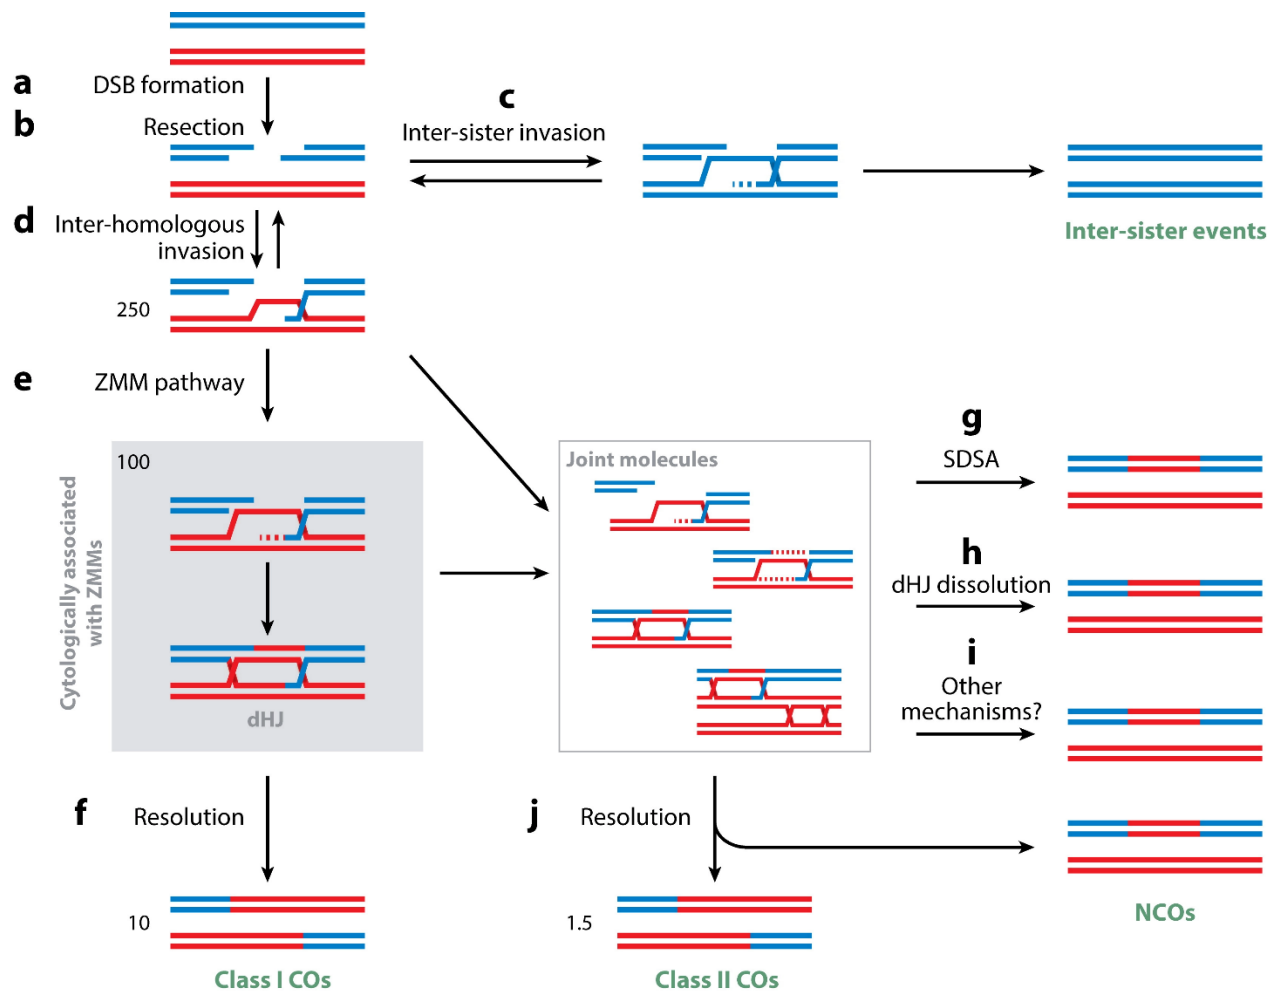 a
DSB formation
b
Resection
c
Inter-sister invasion
Inter-sister events
d
Inter-homologous
invasion
250
e
ZMM pathway
Cytologically associated
with ZMMs
100
dHJ
Joint molecules
g
SDSA
h
dHJ dissolution
i
Other
mechanisms?
f
Resolution
j
Resolution
10
Class I COs
1.5
Class II COs
NCOs